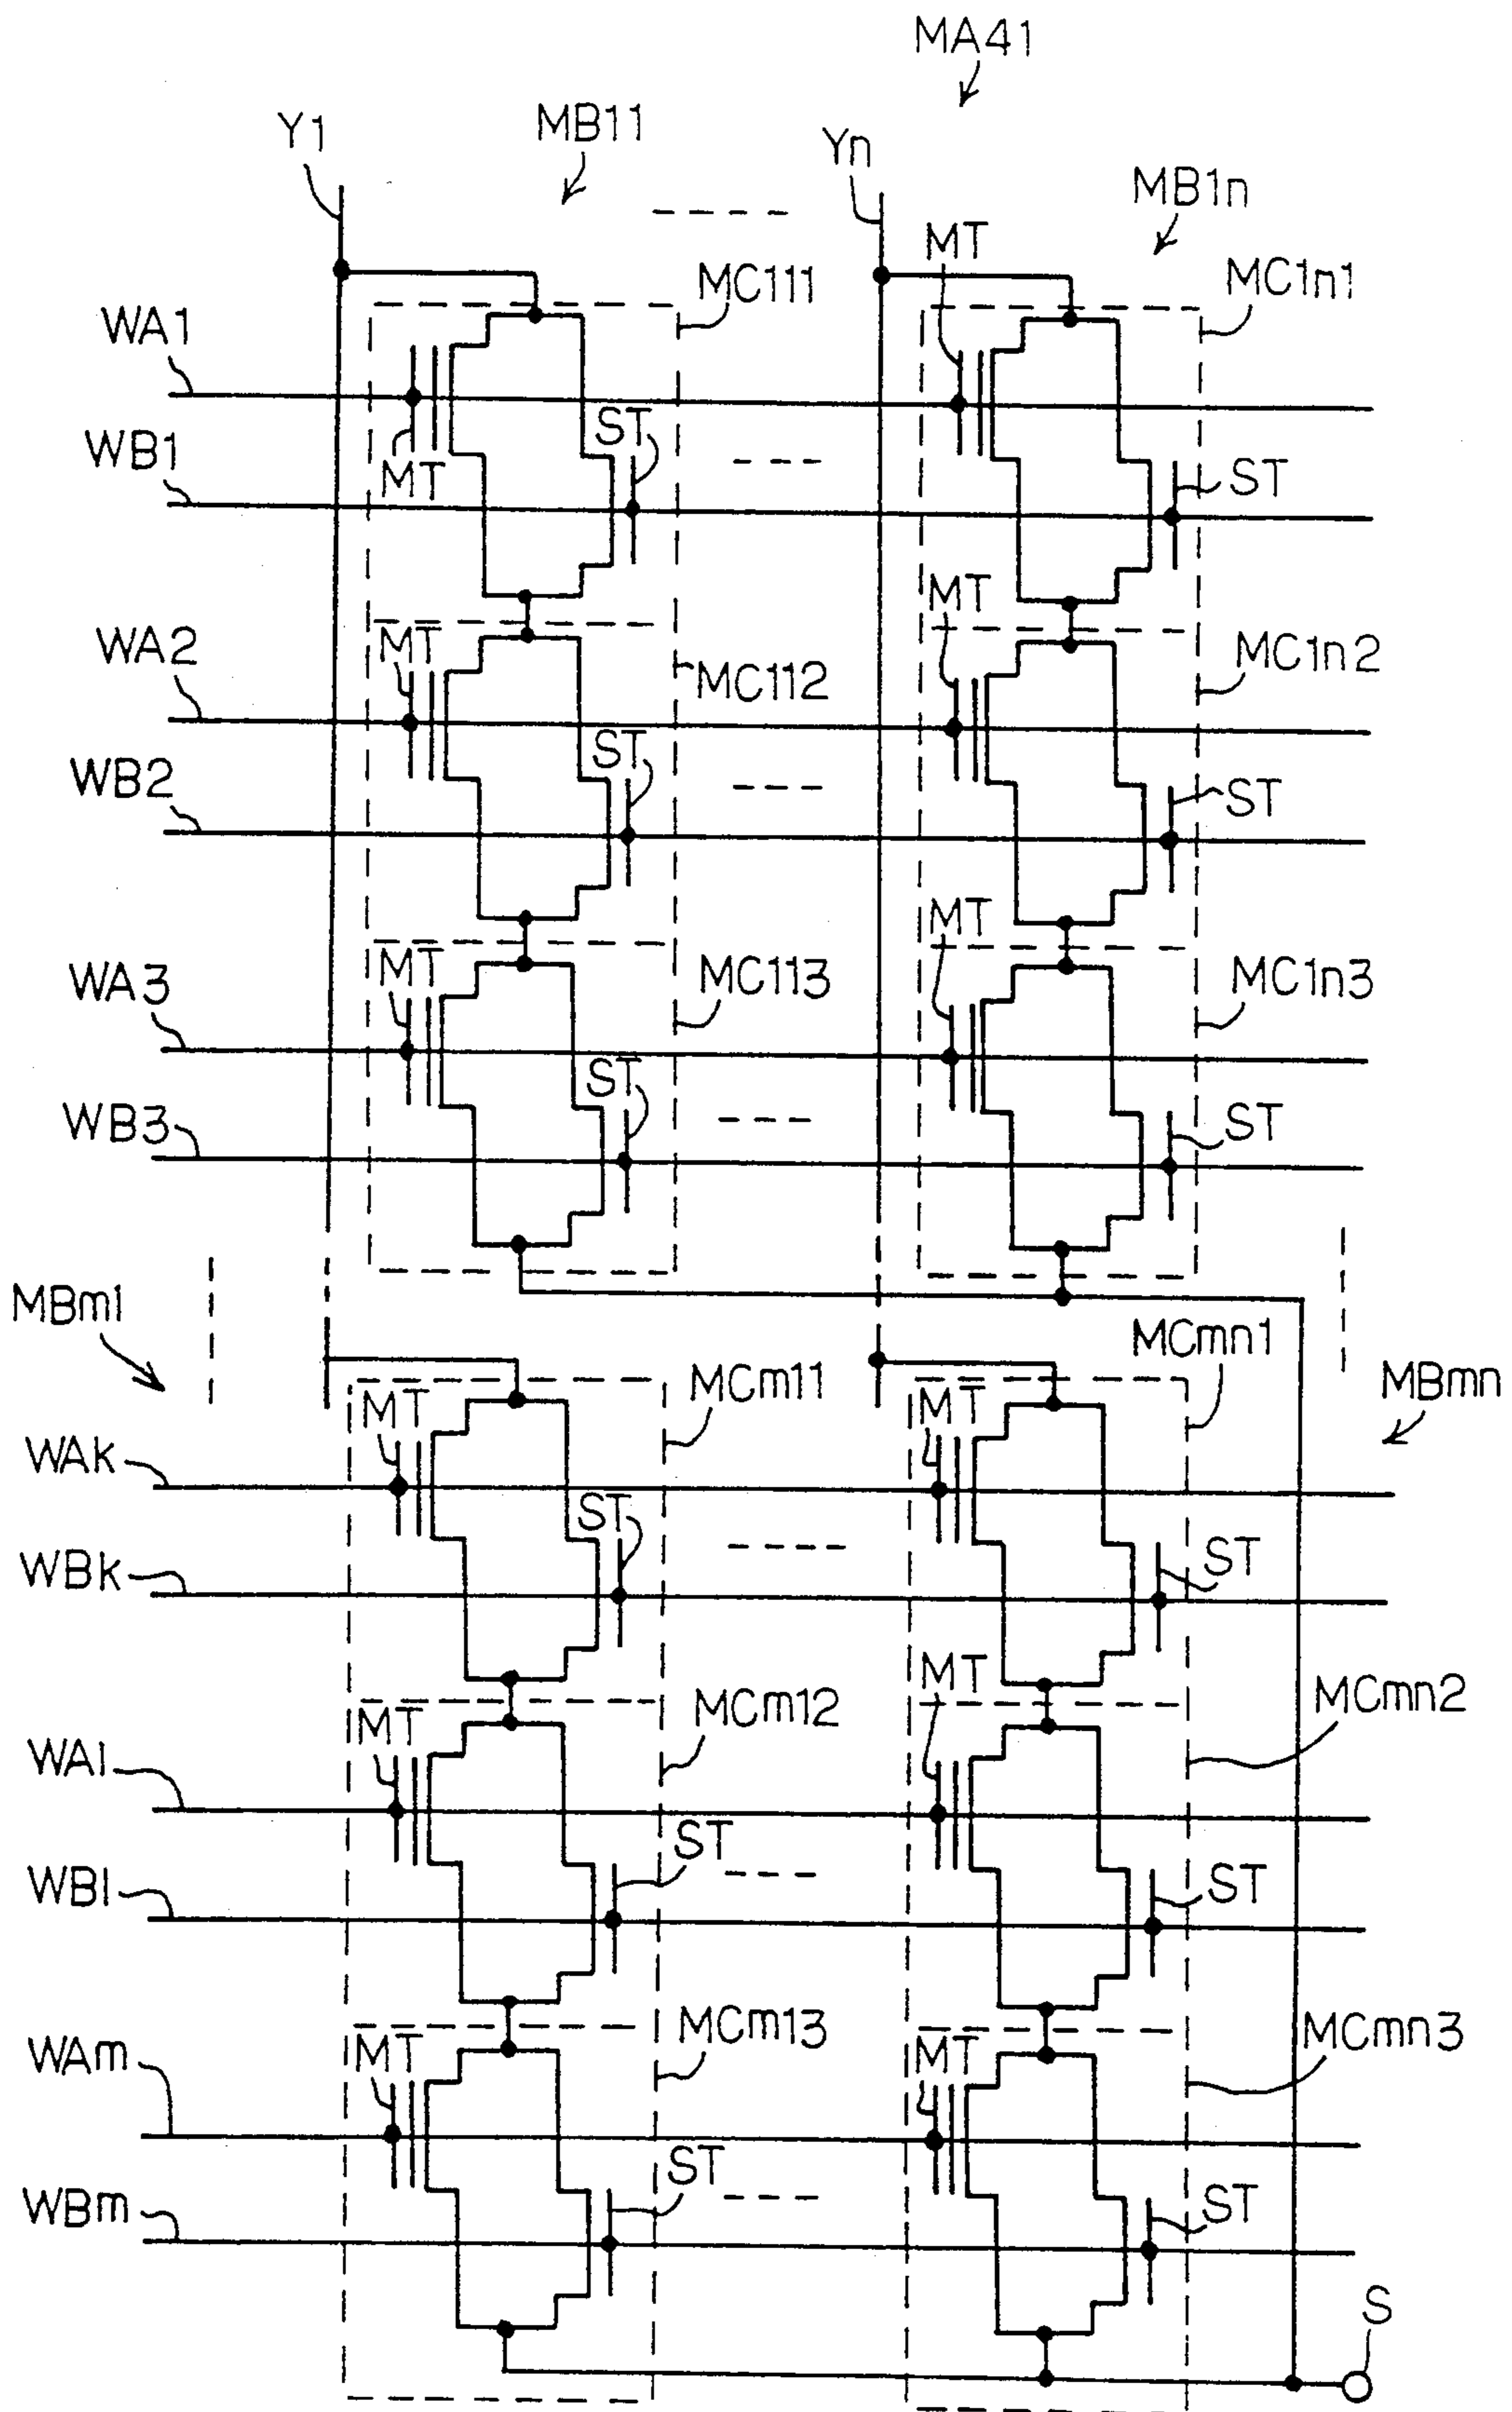 MA41
Y1
MB11
Yn
MB1n
MT
MC111
MC1n1
WA1
ST
WB1
MT
ST
MT
MT
WA2
MC112
MC1n2
ST
WB2
ST
MT
MT
WA3
MC113
MC1n3
ST
WB3
ST
MBm1
MCmn1
MT
MCm11
MT
MBmn
WAk
ST
WBk
ST
MT
MCm12
MCmn2
MT
WAl
ST
WBl
ST
MCm13
MCmn3
WAm
MT
MT
ST
WBm
ST
S